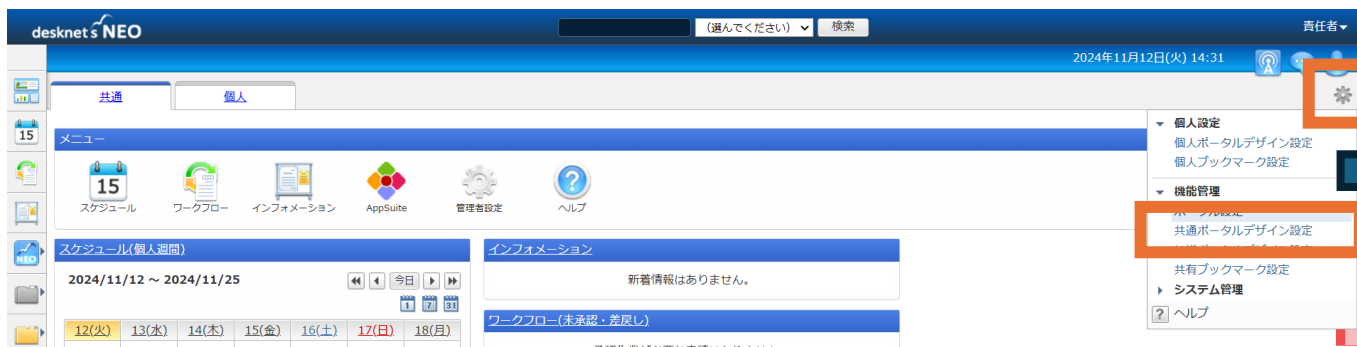 desknet's NEO
(選んでください) 検索
責任者▼
2024年11月12日(火) 14:31
共通 個人
メニュー
15
スケジュール
ワークフロー
インフォメーション
AppSuite
管理者設定
ヘルプ
15
NEO
スケジュール(個人週間)
2024/11/12 ~ 2024/11/25
今日
1 7 31
12(火) 13(水) 14(木) 15(金) 16(土) 17(日) 18(月)
インフォメーション
新着情報はありません。
ワークフロー(未承認・差戻し)
個人設定
個人ポータルデザイン設定
個人ブックマーク設定
機能管理
共通ポータルデザイン設定
共有ブックマーク設定
システム管理
? ヘルプ